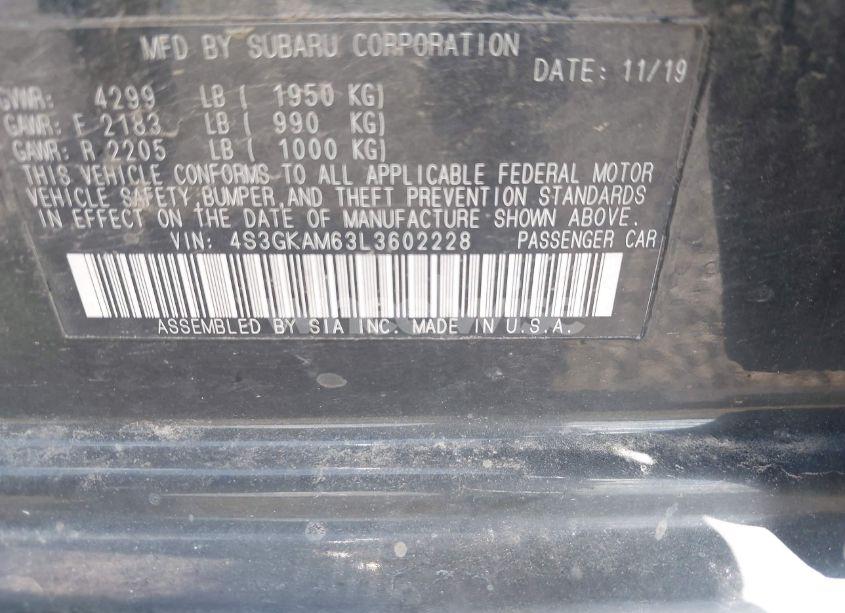 MFD BY SUBARU CORPORATION
DATE: 11/19
GVWR: 4299 LB ( 1950 KG)
GAWR: F 2183 LB ( 990 KG)
GAWR: R 2205 LB ( 1000 KG)
THIS VEHICLE CONFORMS TO ALL APPLICABLE FEDERAL MOTOR
VEHICLE SAFETY,BUMPER,AND THEFT PREVENTION STANDARDS
IN EFFECT ON THE DATE OF MANUFACTURE SHOWN ABOVE.
VIN: 4S3GKAM63L3602228 PASSENGER CAR
ASSEMBLED BY SIA INC. MADE IN U.S.A.